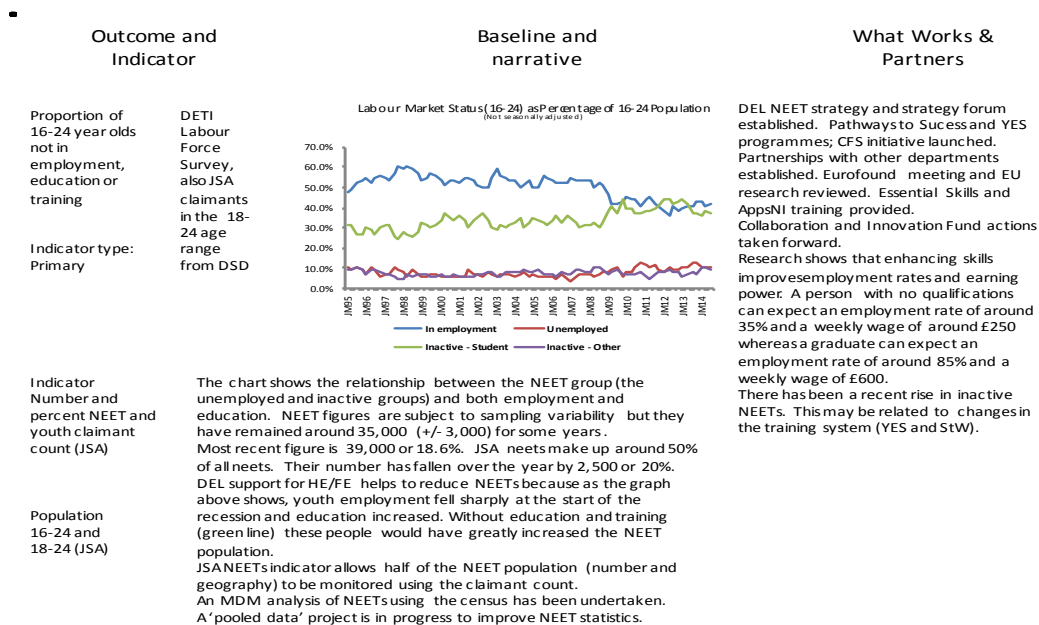 Outcome and
Indicator
Baseline and
narrative
What Works &
Partners
Proportion of
16-24 year olds
not in
employment,
education or
training
Indicator type:
Primary
DETI
Labour
Force
Survey,
also JSA
claimants
in the 18-
24 age
range
from DSD
Labour Market Status (16-24) as Percentage of 16-24 Population
(Not seasonally adjusted)
70.0%
60.0%
50.0%
40.0%
30.0%
20.0%
10.0%
0.0%
JM95
JM96
JM97
JM98
JM99
JM00
JM01
JM02
JM03
JM04
JM05
JM06
JM07
JM08
JM09
JM10
JM11
JM12
JM13
JM14
In employment
Unemployed
Inactive - Student
Inactive - Other
DEL NEET strategy and strategy forum
established. Pathways to Sucess and YES
programmes; CFS initiative launched.
Partnerships with other departments
established. Eurofound meeting and EU
research reviewed. Essential Skills and
AppsNI training provided.
Collaboration and Innovation Fund actions
taken forward.
Research shows that enhancing skills
improves employment rates and earning
power. A person with no qualifications
can expect an employment rate of around
35% and a weekly wage of around £250
whereas a graduate can expect an
employment rate of around 85% and a
weekly wage of £600.
There has been a recent rise in inactive
NEETs. This may be related to changes in
the training system (YES and StW).
Indicator
Number and
percent NEET and
youth claimant
count (JSA)
Population
16-24 and
18-24 (JSA)
The chart shows the relationship between the NEET group (the
unemployed and inactive groups) and both employment and
education. NEET figures are subject to sampling variability but they
have remained around 35,000 (+/- 3,000) for some years.
Most recent figure is 39,000 or 18.6%. JSA neets make up around 50%
of all neets. Their number has fallen over the year by 2,500 or 20%.
DEL support for HE/FE helps to reduce NEETs because as the graph
above shows, youth employment fell sharply at the start of the
recession and education increased. Without education and training
(green line) these people would have greatly increased the NEET
population.
JSA NEETs indicator allows half of the NEET population (number and
geography) to be monitored using the claimant count.
An MDM analysis of NEETs using the census has been undertaken.
A 'pooled data' project is in progress to improve NEET statistics.